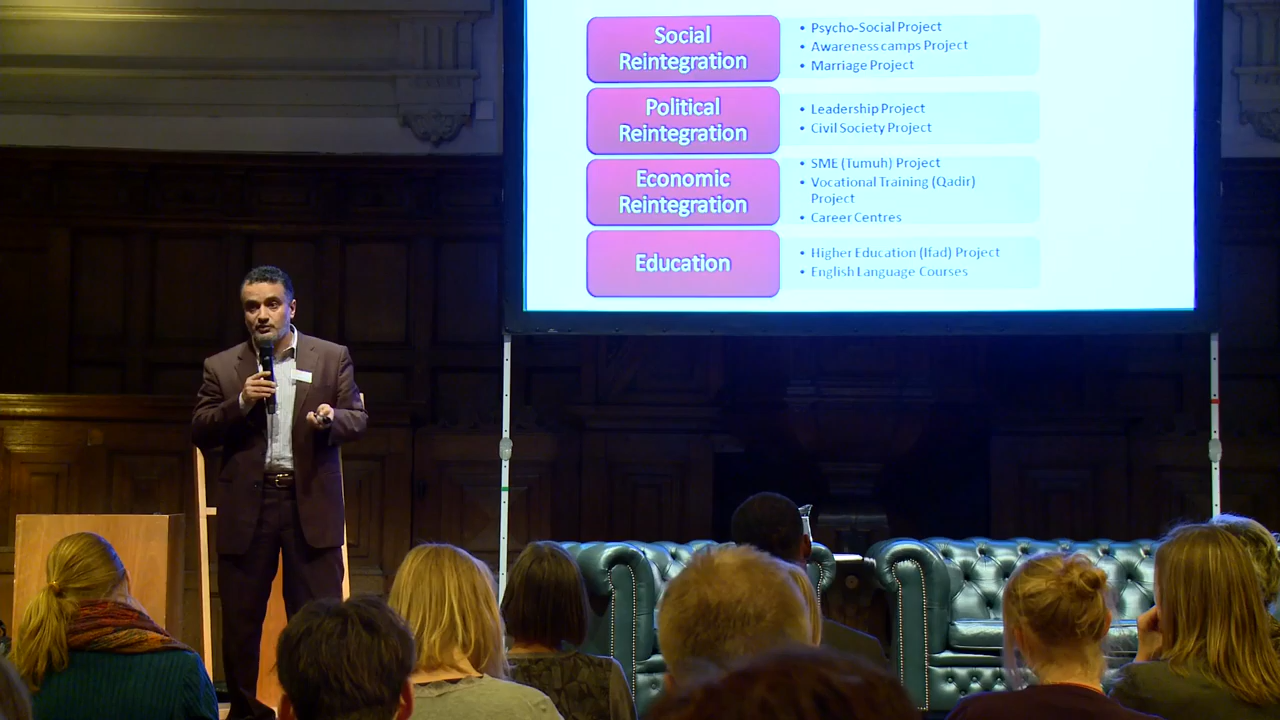 Social
Reintegration
• Psycho-Social Project
• Awareness camps Project
• Marriage Project
Political
Reintegration
• Leadership Project
• Civil Society Project
Economic
Reintegration
• SME (Tumuh) Project
• Vocational Training (Qadir)
Project
• Career Centres
Education
• Higher Education (Ifad) Project
• English Language Courses